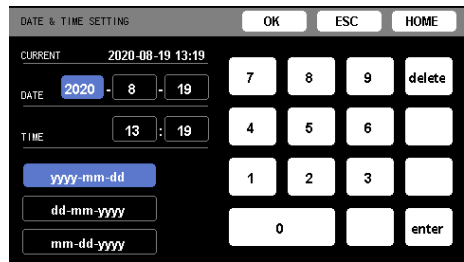 DATE & TIME SETTING OK ESC HOME
CURRENT 2020-08-19 13:19
DATE 2020 - 8 - 19
TIME 13 : 19
yyyy-mm-dd
dd-mm-yyyy
mm-dd-yyyy
7 8 9 delete
4 5 6
1 2 3
0 enter